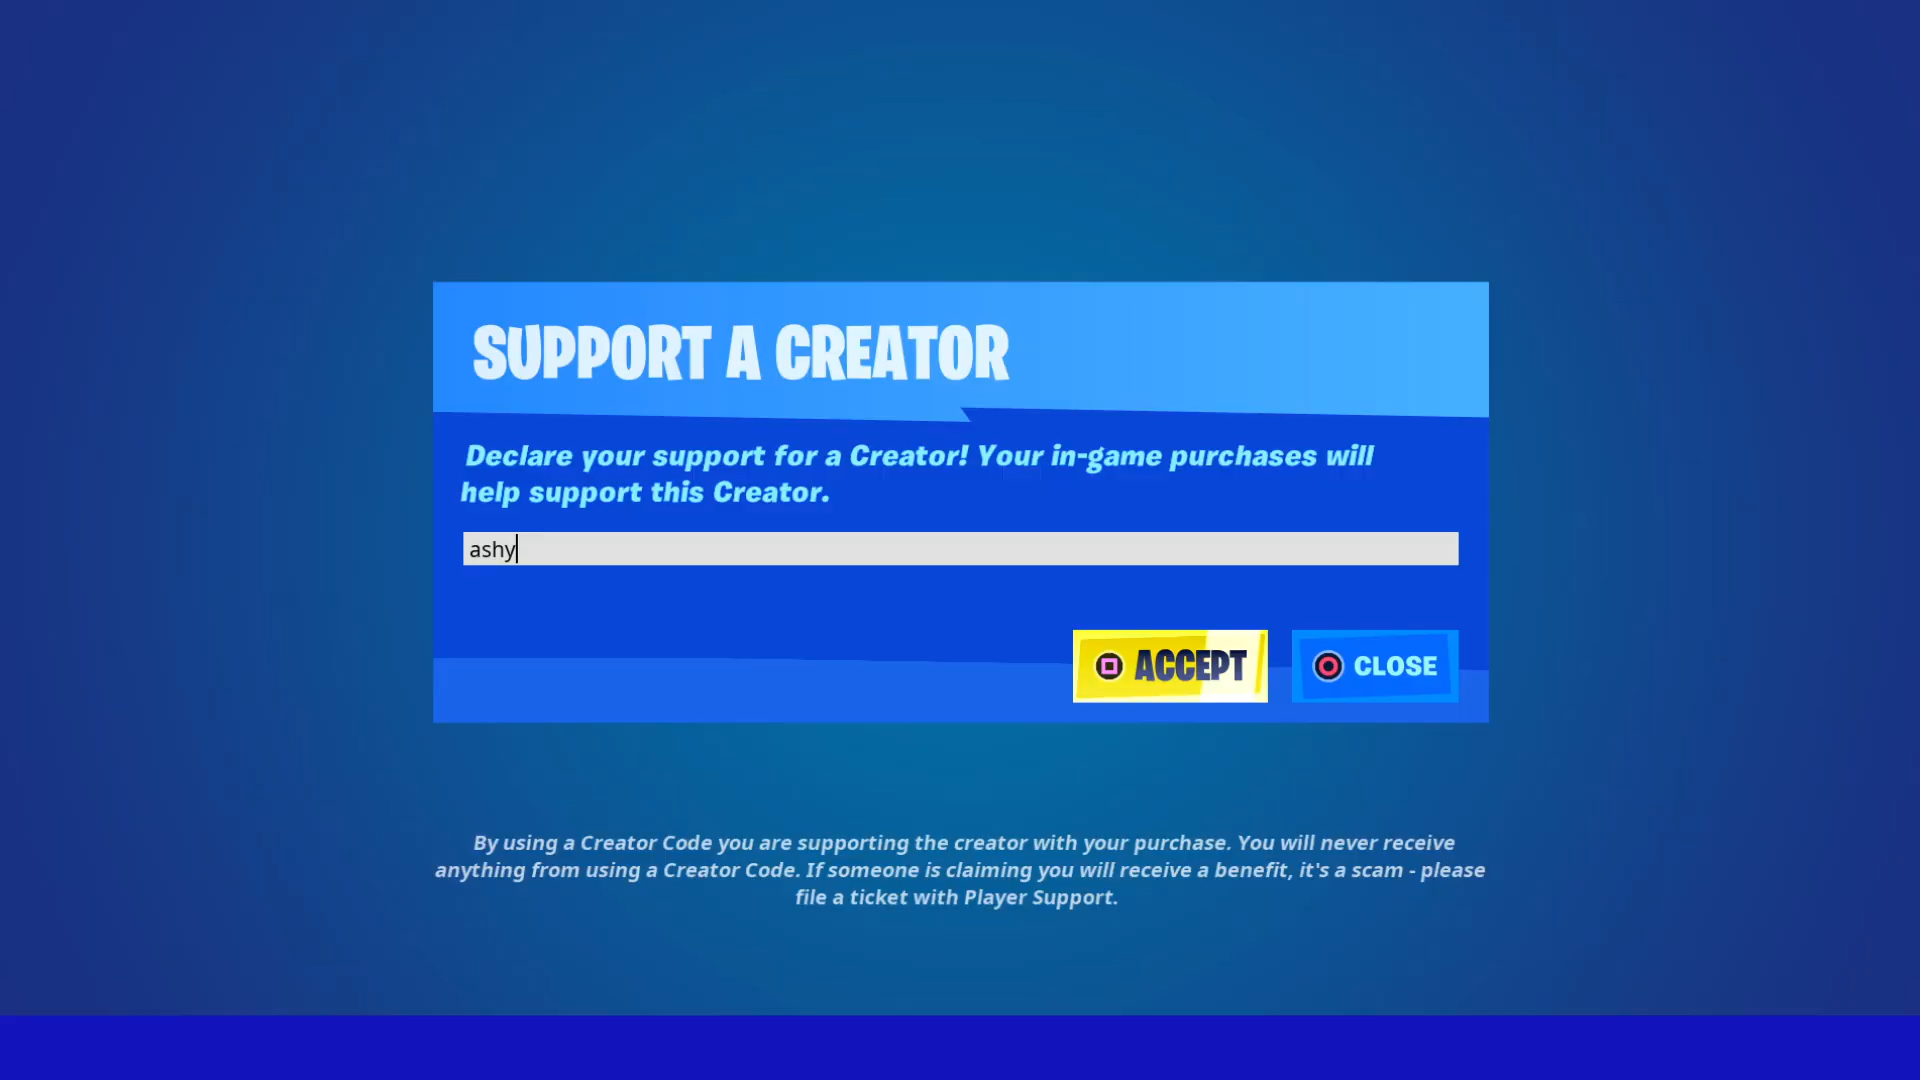 SUPPORT A CREATOR
Declare your support for a Creator! Your in-game purchases will
help support this Creator.
ashy
ACCEPT
CLOSE
By using a Creator Code you are supporting the creator with your purchase. You will never receive
anything from using a Creator Code. If someone is claiming you will receive a benefit, it's a scam - please
file a ticket with Player Support.